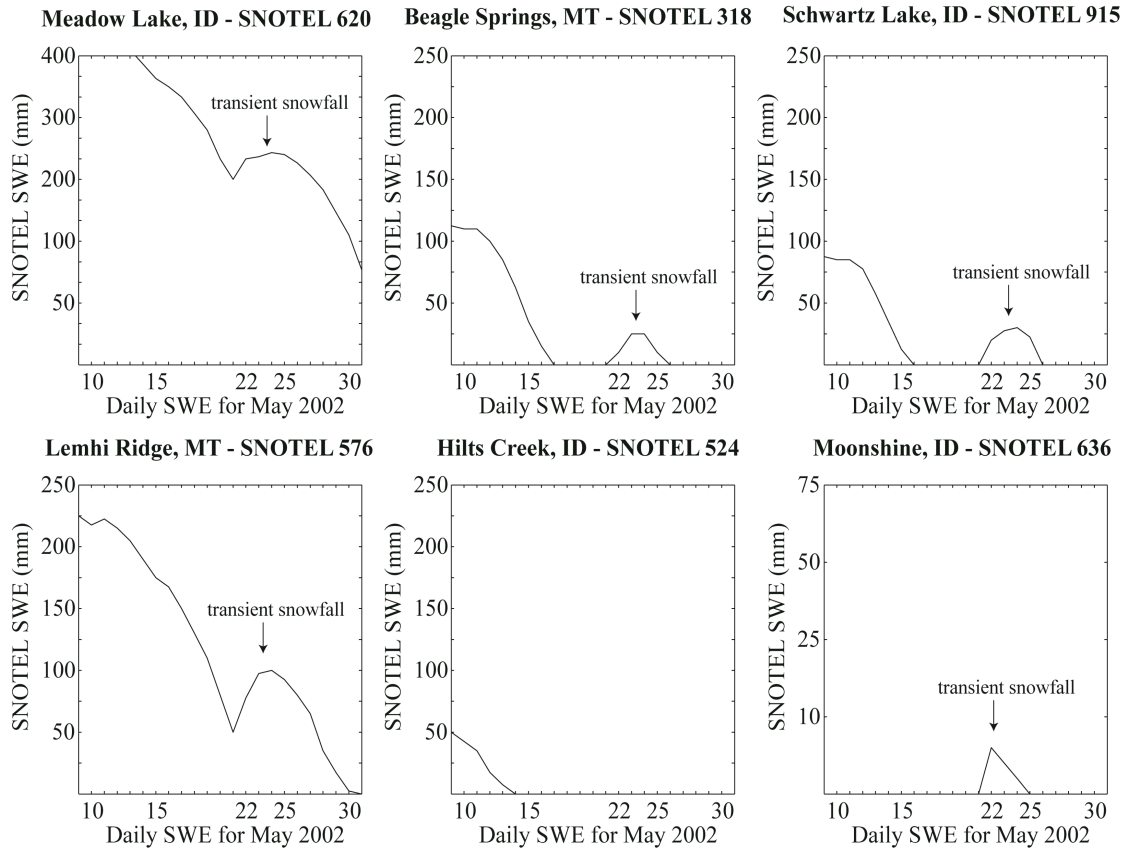 Meadow Lake, ID - SNOTEL 620
SNOTEL SWE (mm)
400
300
200
100
50
transient snowfall
10 15 22 25 30
Daily SWE for May 2002
Beagle Springs, MT - SNOTEL 318
SNOTEL SWE (mm)
250
200
150
100
50
transient snowfall
10 15 22 25 30
Daily SWE for May 2002
Schwartz Lake, ID - SNOTEL 915
SNOTEL SWE (mm)
250
200
150
100
50
transient snowfall
10 15 22 25 30
Daily SWE for May 2002
Lemhi Ridge, MT - SNOTEL 576
SNOTEL SWE (mm)
250
200
150
100
50
transient snowfall
10 15 22 25 30
Daily SWE for May 2002
Hilts Creek, ID - SNOTEL 524
SNOTEL SWE (mm)
250
200
150
100
50
10 15 22 25 30
Daily SWE for May 2002
Moonshine, ID - SNOTEL 636
SNOTEL SWE (mm)
75
50
25
10
transient snowfall
10 15 22 25 30
Daily SWE for May 2002